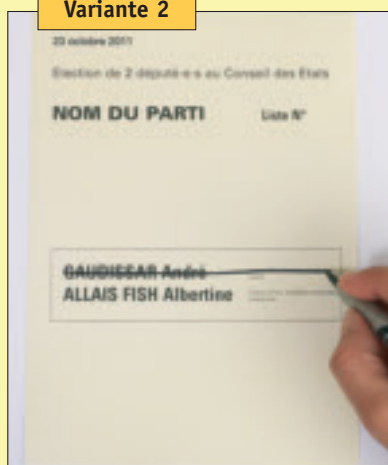 Variante 2
23 octobre 2011
Election de 2 député-e-s au Conseil des Etats
NOM DU PARTI Liste N°
GAUDISSAR André
ALLAIS FISH Albertine